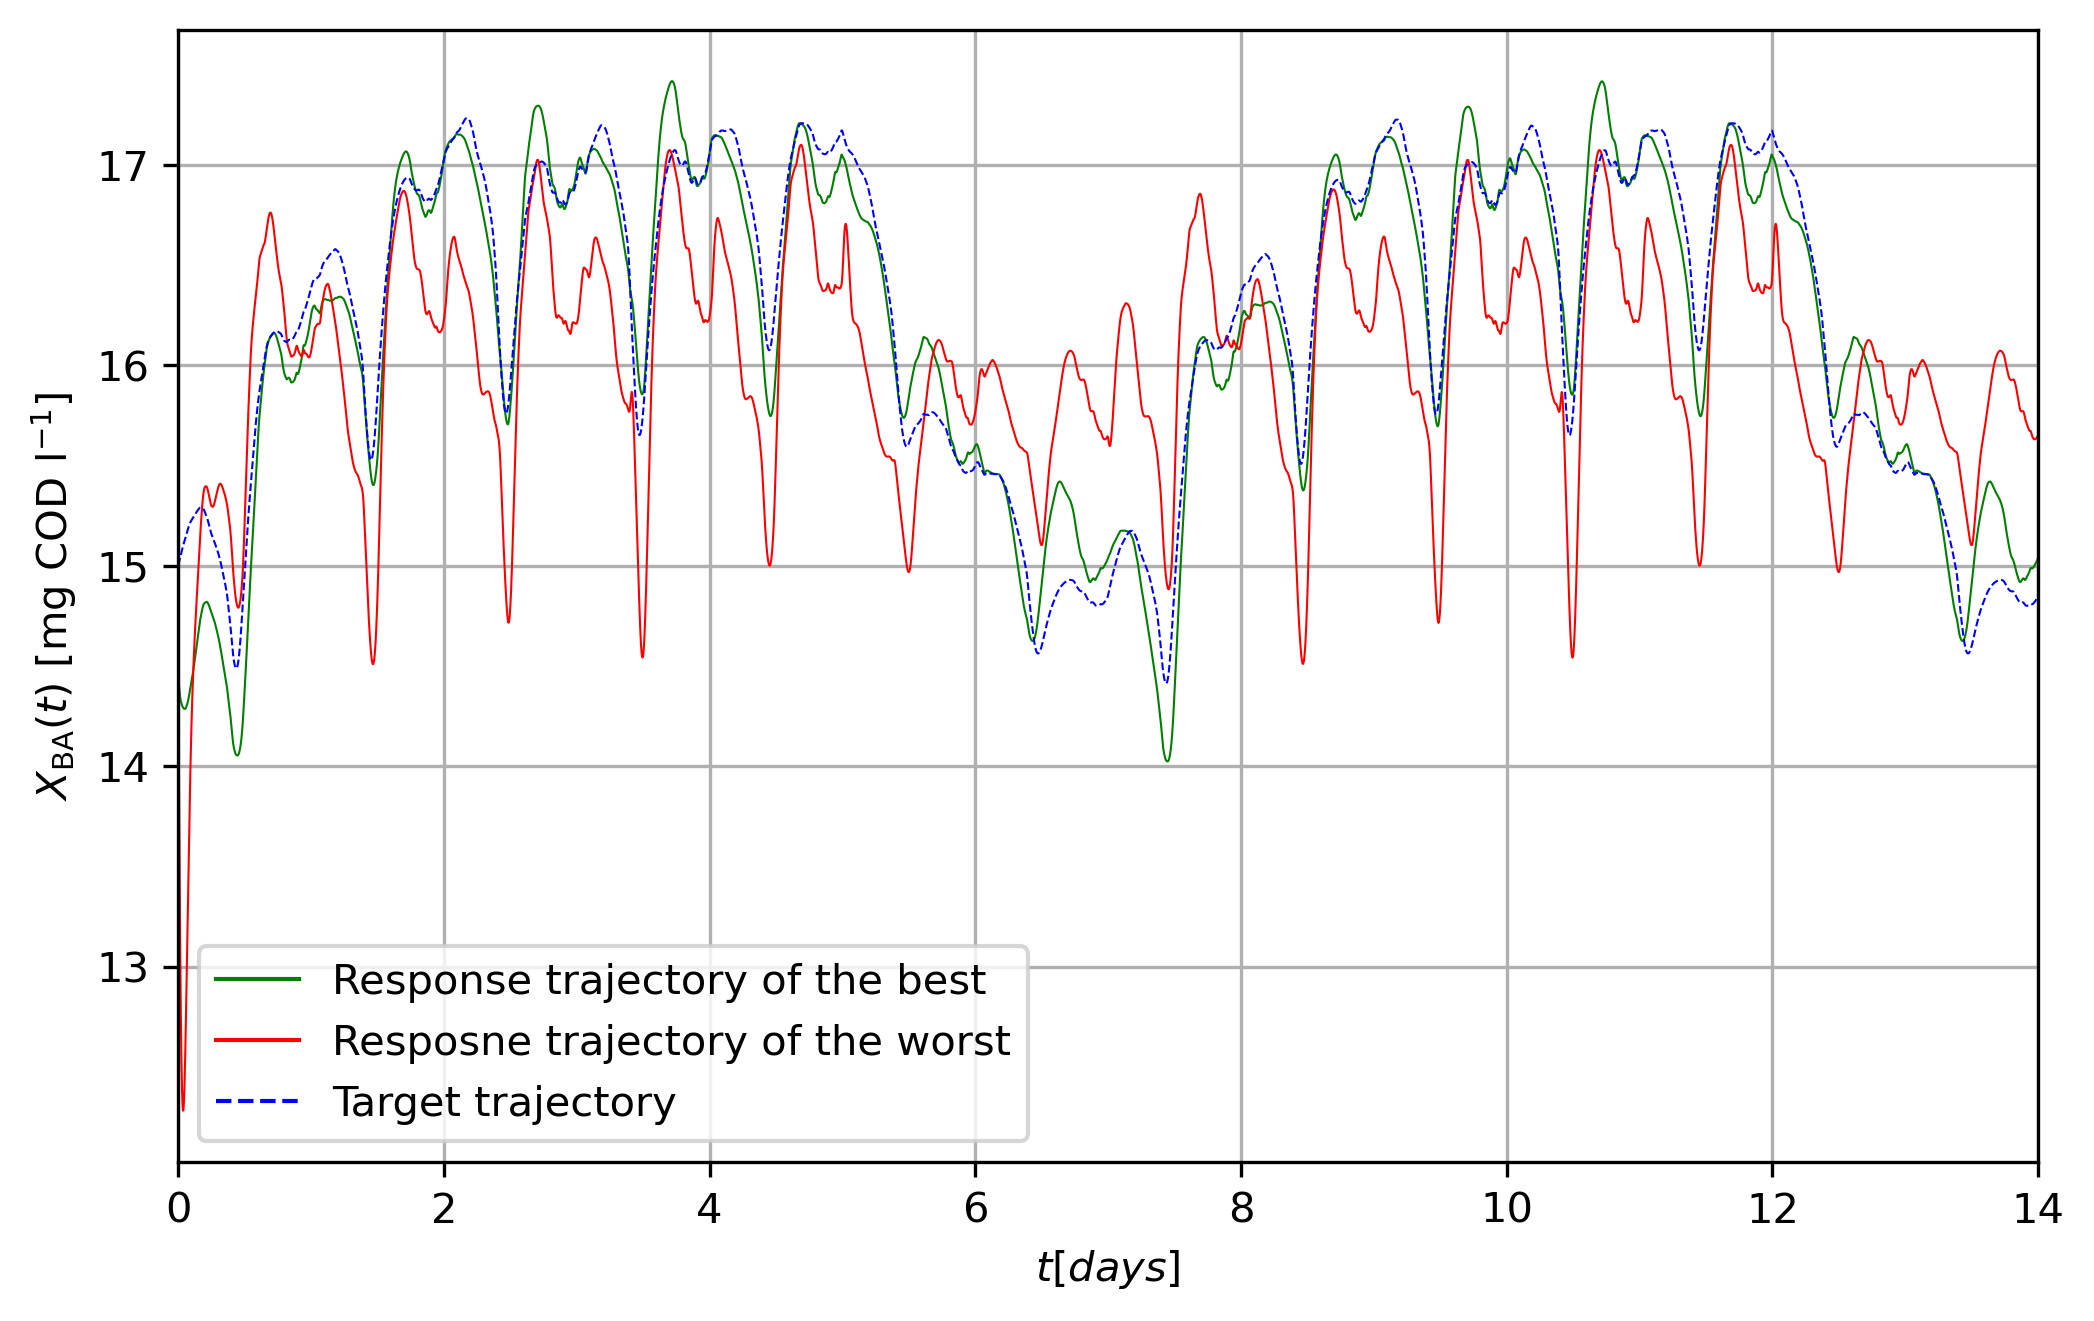 17
16
15
14
13
X_BA(t) [mg COD l⁻¹]
Response trajectory of the best
Resposne trajectory of the worst
Target trajectory
0 2 4 6 8 10 12 14
t[days]